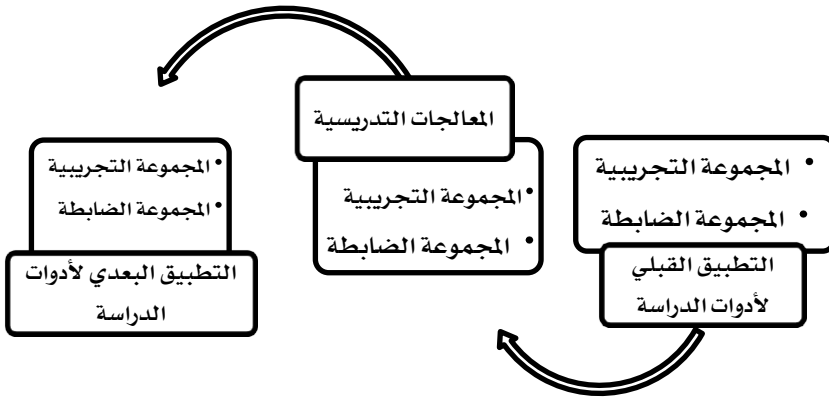 • المجموعة التجريبية
• المجموعة الضابطة
التطبيق القبلي
لأدوات الدراسة
المعالجات التدريسية
• المجموعة التجريبية
• المجموعة الضابطة
• المجموعة التجريبية
• المجموعة الضابطة
التطبيق البعدي لأدوات
الدراسة